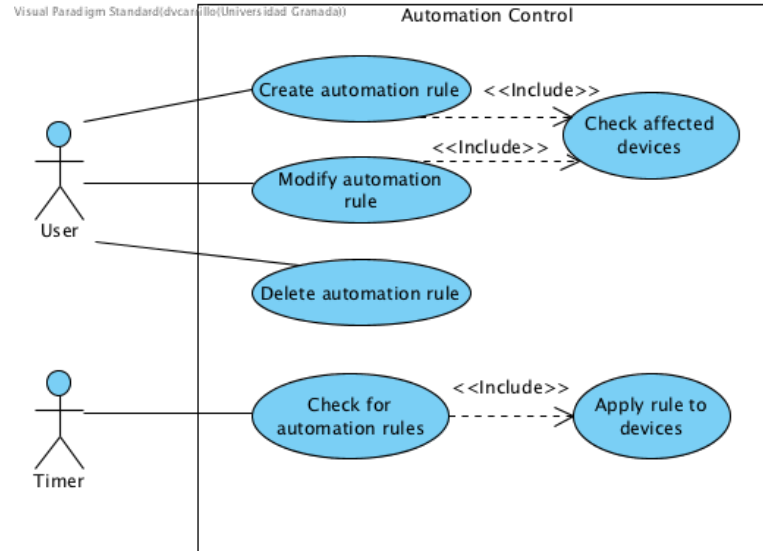 Visual Paradigm Standard(dvcarrillo(Universidad Granada))
Automation Control
Create automation rule
<<Include>>
Check affected
devices
<<Include>>
Modify automation
rule
User
Delete automation rule
<<Include>>
Check for
automation rules
Apply rule to
devices
Timer